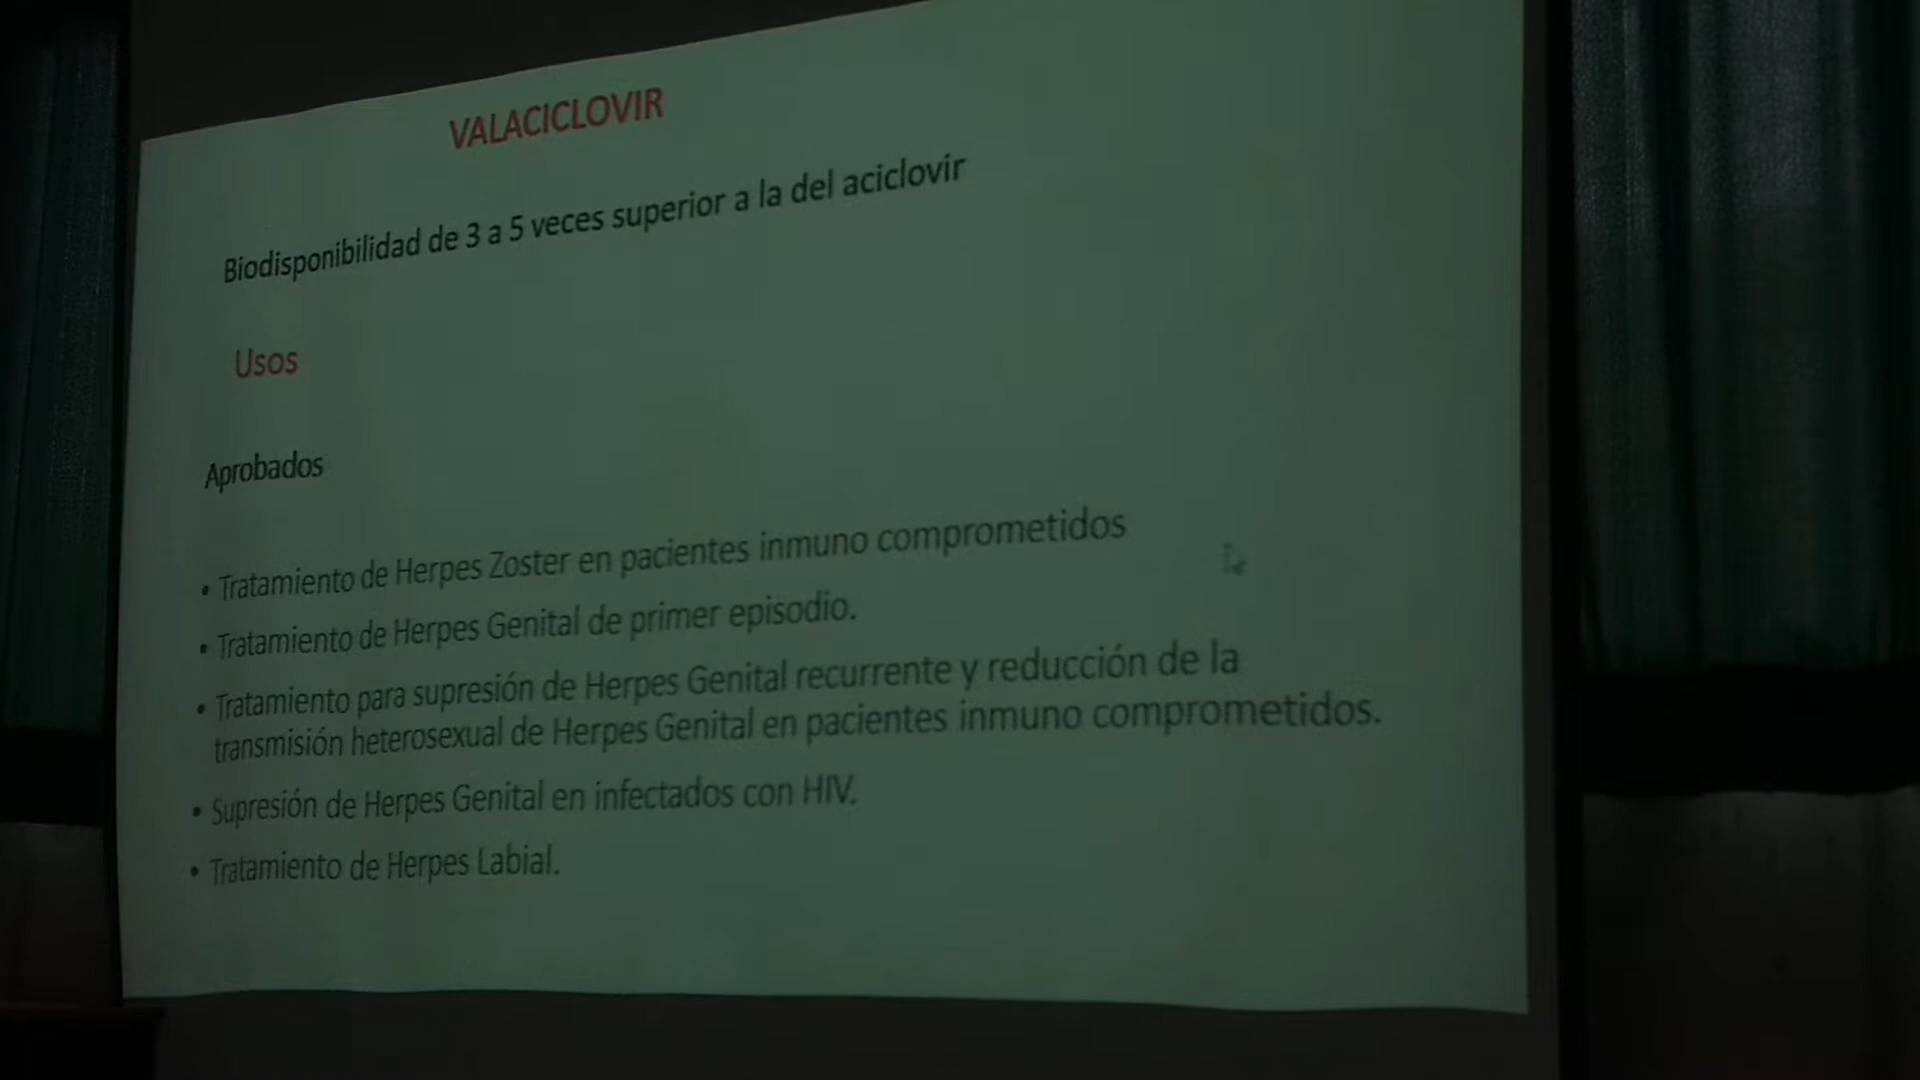 VALACICLOVIR
Biodisponibilidad de 3 a 5 veces superior a la del aciclovir
Usos
Aprobados
• Tratamiento de Herpes Zoster en pacientes inmuno comprometidos
• Tratamiento de Herpes Genital de primer episodio.
• Tratamiento para supresión de Herpes Genital recurrente y reducción de la
transmisión heterosexual de Herpes Genital en pacientes inmuno comprometidos.
• Supresión de Herpes Genital en infectados con HIV.
• Tratamiento de Herpes Labial.